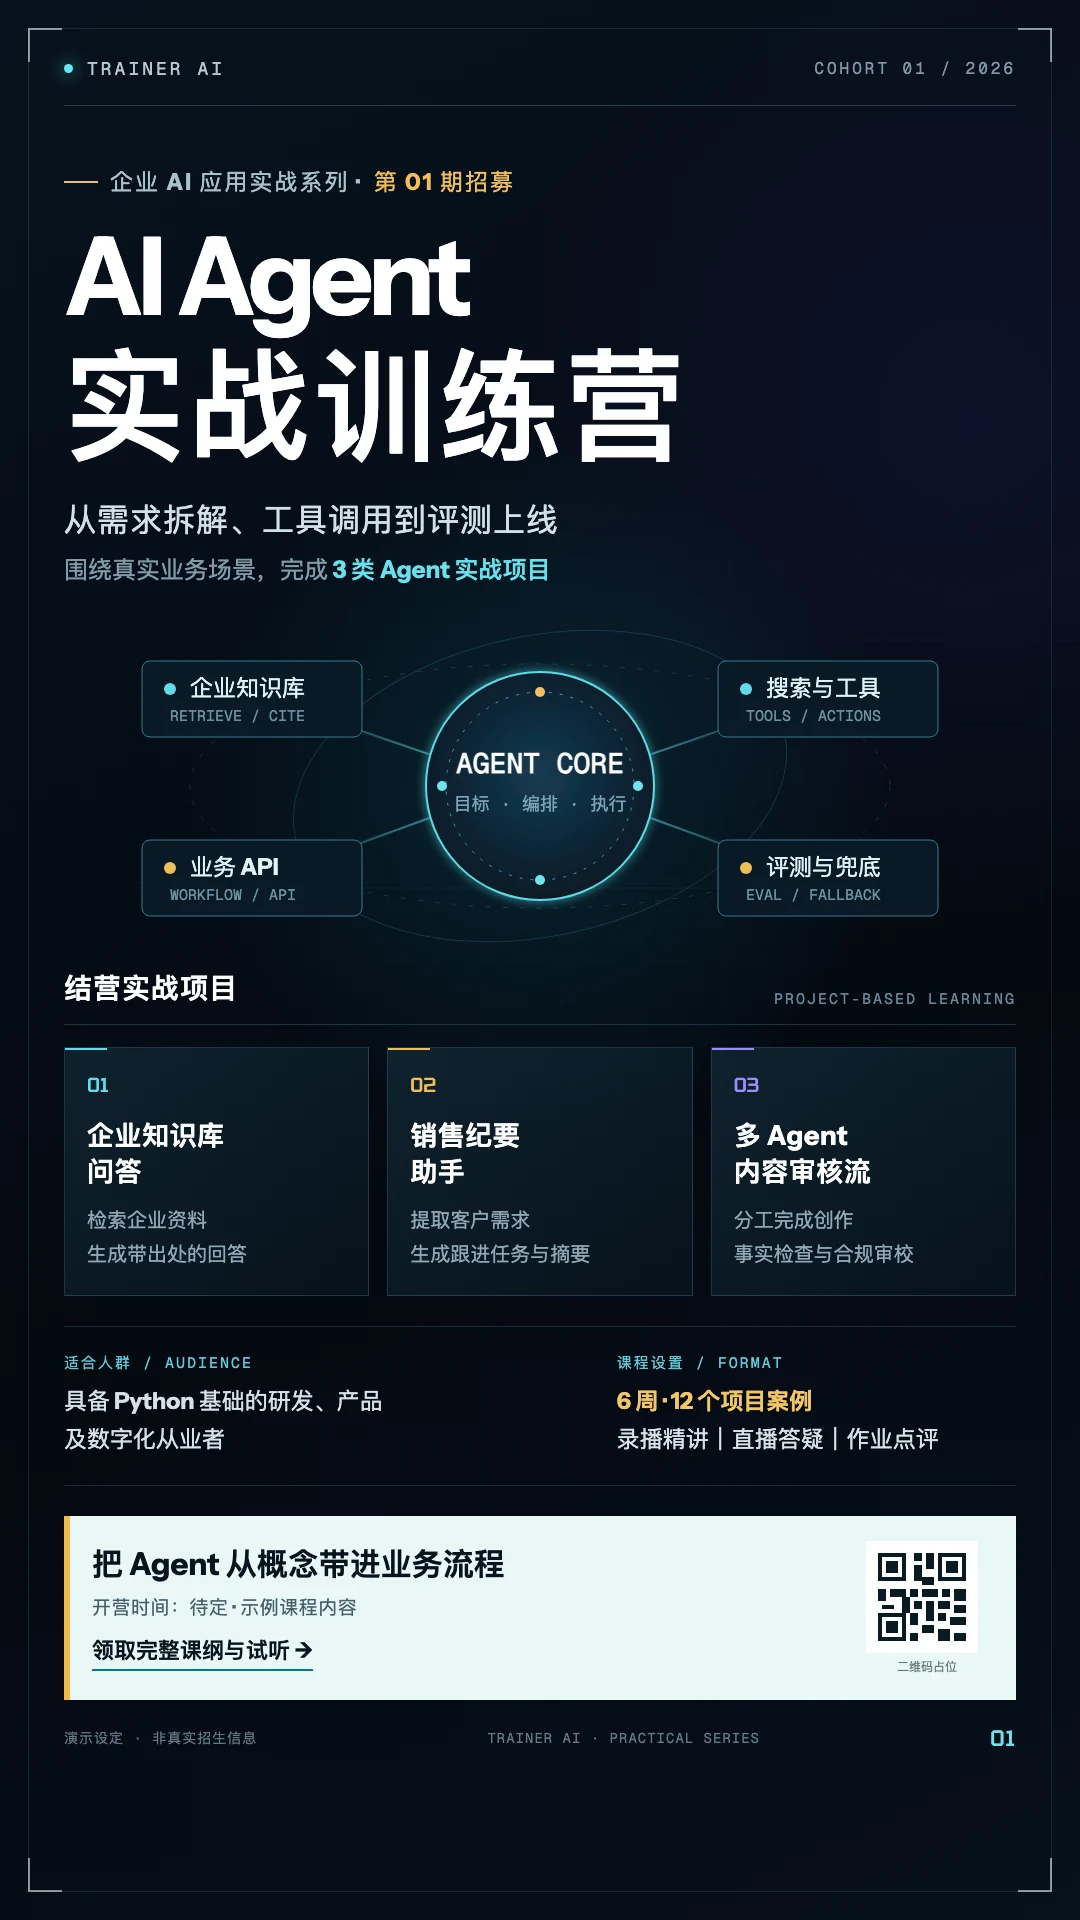 TRAINER AI
COHORT 01 / 2026
企业 AI 应用实战系列 · 第 01 期招募
AI Agent
实战训练营
从需求拆解、工具调用到评测上线
围绕真实业务场景，完成 3 类 Agent 实战项目
企业知识库
RETRIEVE / CITE
搜索与工具
TOOLS / ACTIONS
AGENT CORE
目标 · 编排 · 执行
业务 API
WORKFLOW / API
评测与兜底
EVAL / FALLBACK
结营实战项目
PROJECT-BASED LEARNING
01
企业知识库
问答
检索企业资料
生成带出处的回答
02
销售纪要
助手
提取客户需求
生成跟进任务与摘要
03
多 Agent
内容审核流
分工完成创作
事实检查与合规审校
适合人群 / AUDIENCE
具备 Python 基础的研发、产品
及数字化从业者
课程设置 / FORMAT
6 周 · 12 个项目案例
录播精讲｜直播答疑｜作业点评
把 Agent 从概念带进业务流程
开营时间：待定 · 示例课程内容
领取完整课纲与试听 →
二维码占位
演示设定 · 非真实招生信息
TRAINER AI · PRACTICAL SERIES
01